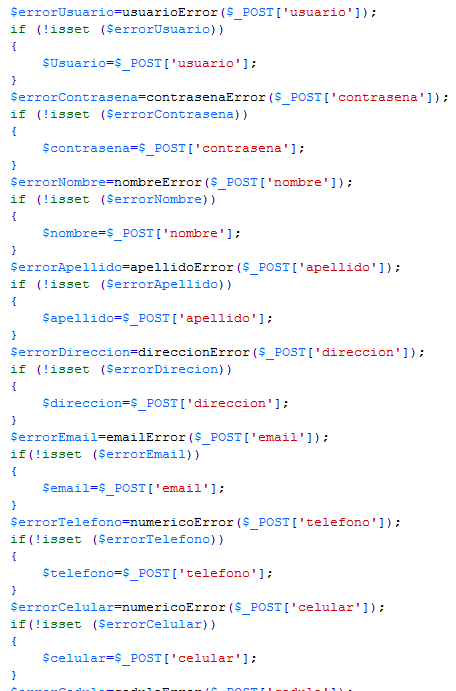 $errorUsuario=usuarioError($_POST['usuario']);
if (!isset ($errorUsuario))
{
    $Usuario=$_POST['usuario'];
}
$errorContrasena=contrasenaError($_POST['contrasena']);
if (!isset ($errorContrasena))
{
    $contrasena=$_POST['contrasena'];
}
$errorNombre=nombreError($_POST['nombre']);
if (!isset ($errorNombre))
{
    $nombre=$_POST['nombre'];
}
$errorApellido=apellidoError($_POST['apellido']);
if (!isset ($errorApellido))
{
    $apellido=$_POST['apellido'];
}
$errorDireccion=direccionError($_POST['direccion']);
if (!isset ($errorDirecion))
{
    $direccion=$_POST['direccion'];
}
$errorEmail=emailError($_POST['email']);
if(!isset ($errorEmail))
{
    $email=$_POST['email'];
}
$errorTelefono=numericoError($_POST['telefono']);
if(!isset ($errorTelefono))
{
    $telefono=$_POST['telefono'];
}
$errorCelular=numericoError($_POST['celular']);
if(!isset ($errorCelular))
{
    $celular=$_POST['celular'];
}